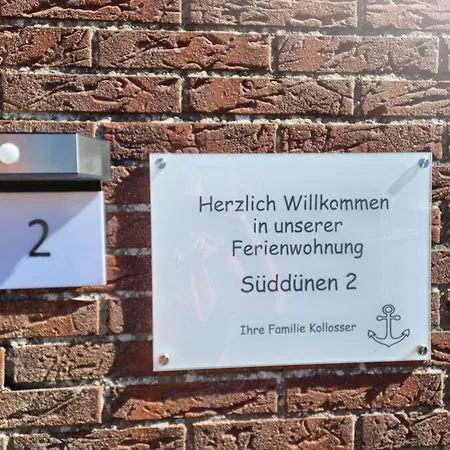 2
Herzlich Willkommen
in unserer
Ferienwohnung
Süddünen 2
Ihre Familie Kollosser